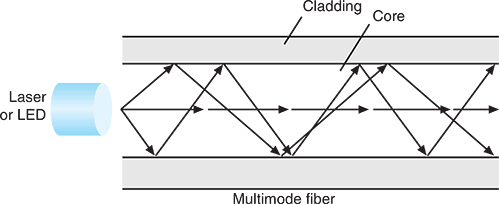 Cladding
Core
Laser
or LED
Multimode fiber